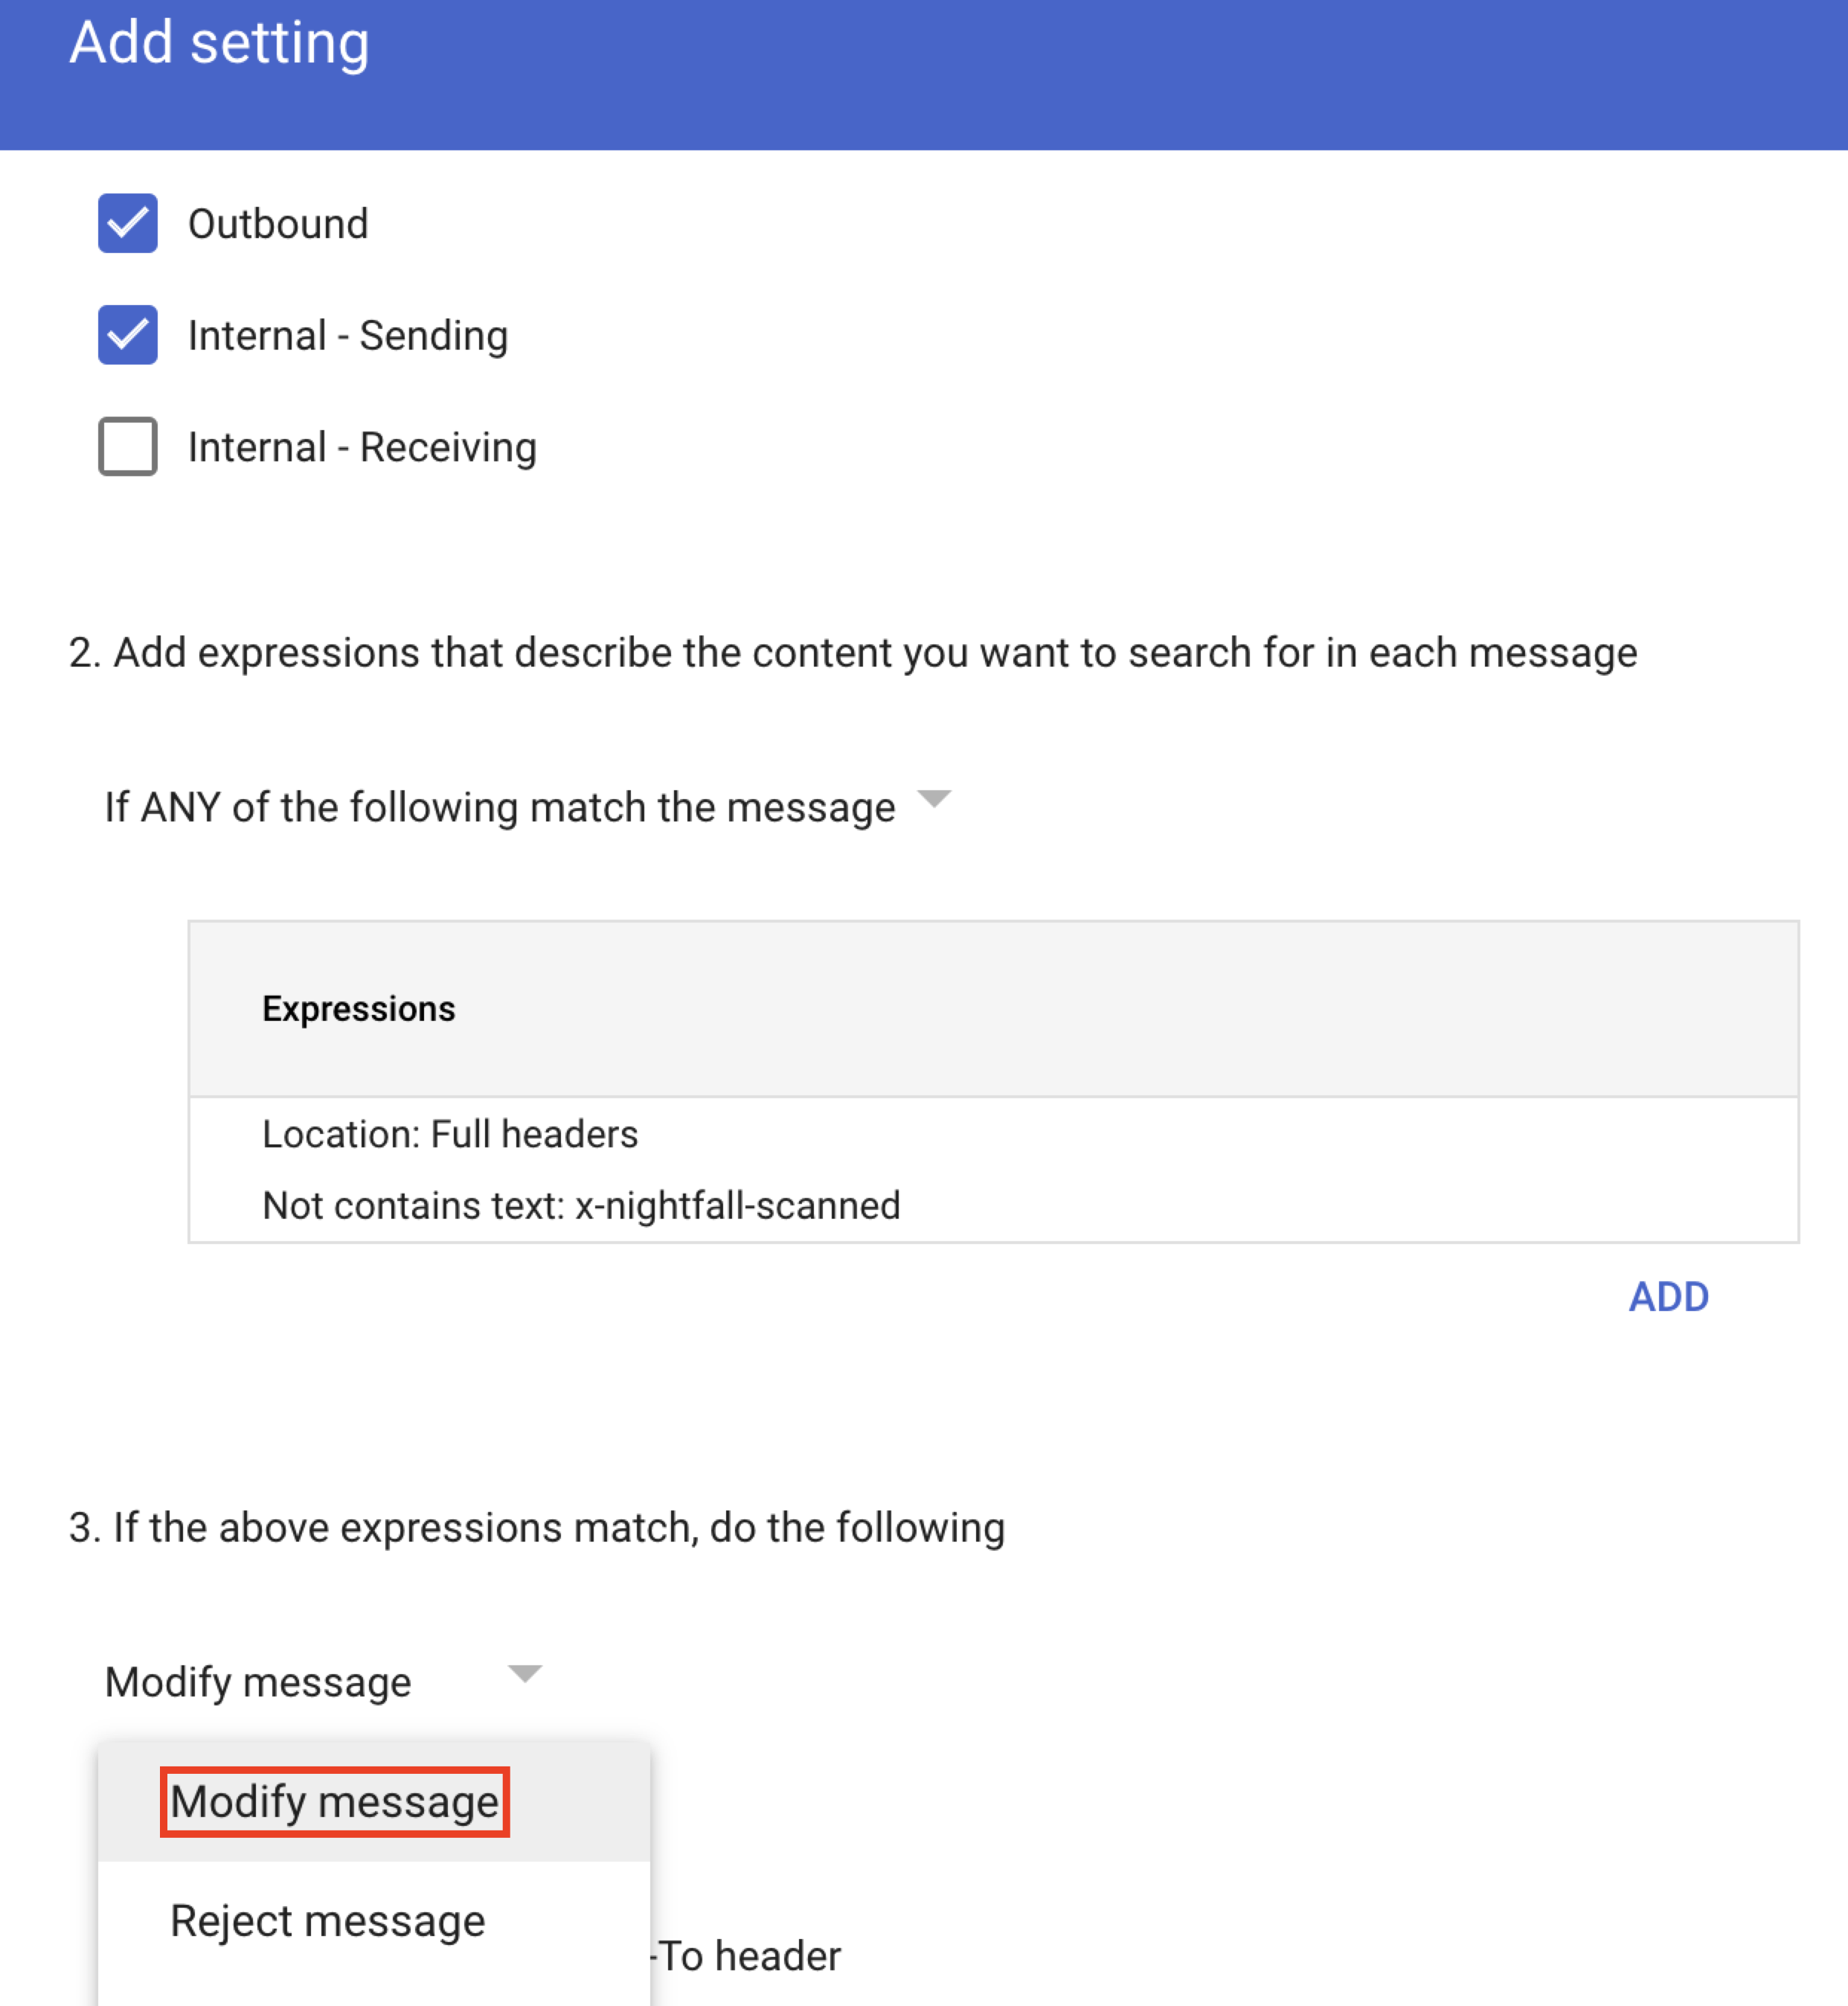 Add setting
Outbound
Internal - Sending
Internal - Receiving
2. Add expressions that describe the content you want to search for in each message
If ANY of the following match the message
Expressions
Location: Full headers
Not contains text: x-nightfall-scanned
ADD
3. If the above expressions match, do the following
Modify message
Modify message
Reject message
-To header